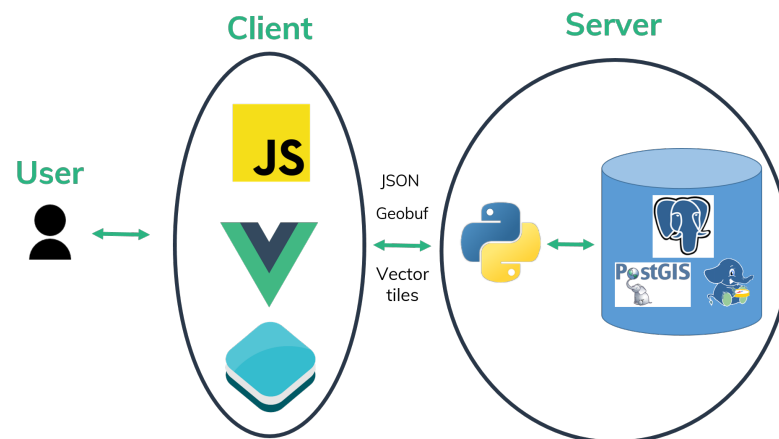 Client
Server
User
JS
JSON
Geobuf
Vector
tiles
PostGIS